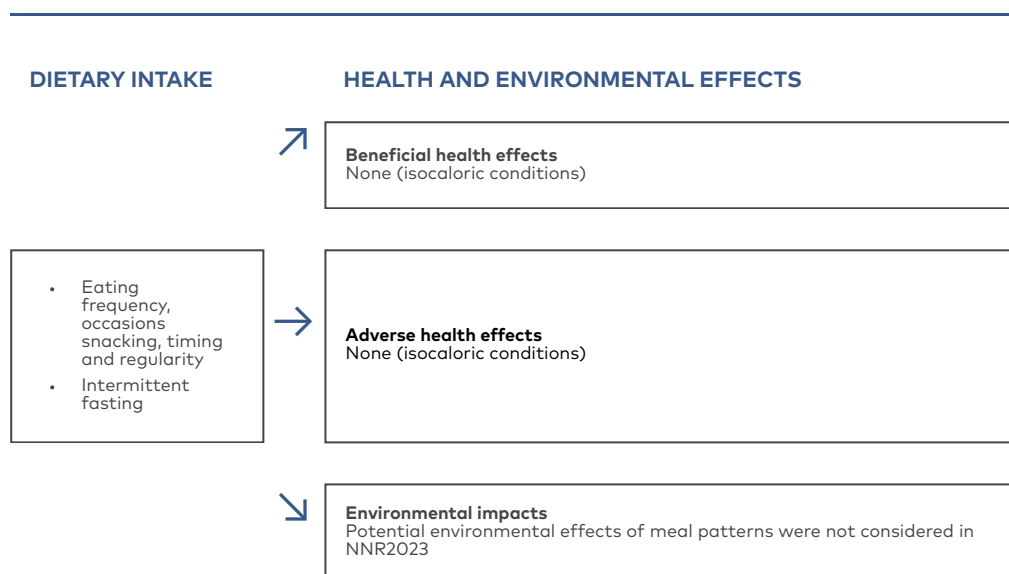 DIETARY INTAKE
HEALTH AND ENVIRONMENTAL EFFECTS
Beneficial health effects
None (isocaloric conditions)
• Eating
frequency,
occasions
snacking, timing
and regularity
• Intermittent
fasting
Adverse health effects
None (isocaloric conditions)
Environmental impacts
Potential environmental effects of meal patterns were not considered in
NNR2023